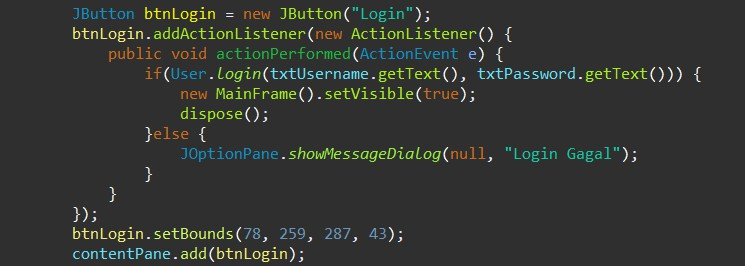 JButton btnLogin = new JButton("Login");
btnLogin.addActionListener(new ActionListener() {
    public void actionPerformed(ActionEvent e) {
        if(User.login(txtUsername.getText(), txtPassword.getText())) {
            new MainFrame().setVisible(true);
            dispose();
        }else {
            JOptionPane.showMessageDialog(null, "Login Gagal");
        }
    }
});
btnLogin.setBounds(78, 259, 287, 43);
contentPane.add(btnLogin);